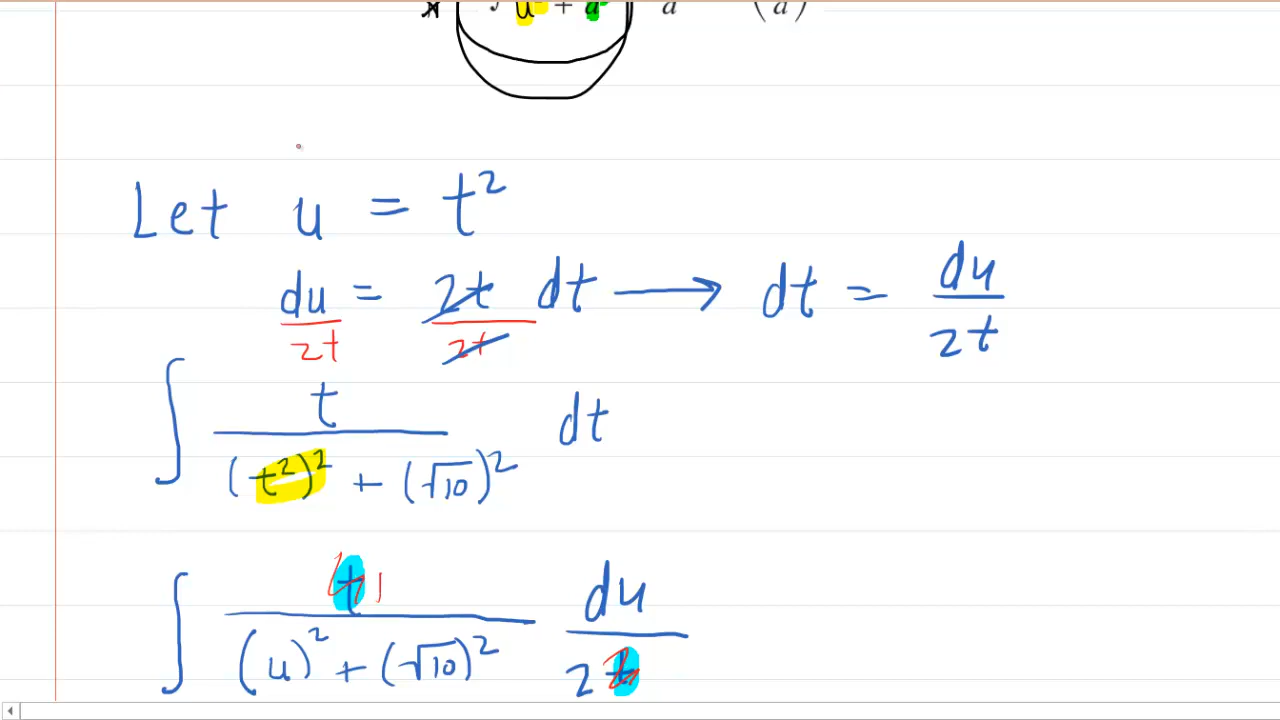 u + a a (a)
Let u = t²
du = 2t dt ⟶ dt = du/2t
2t 2t
∫ t / ((t²)² + (√10)²) dt
∫ t 1 / ((u)² + (√10)²) du/2t